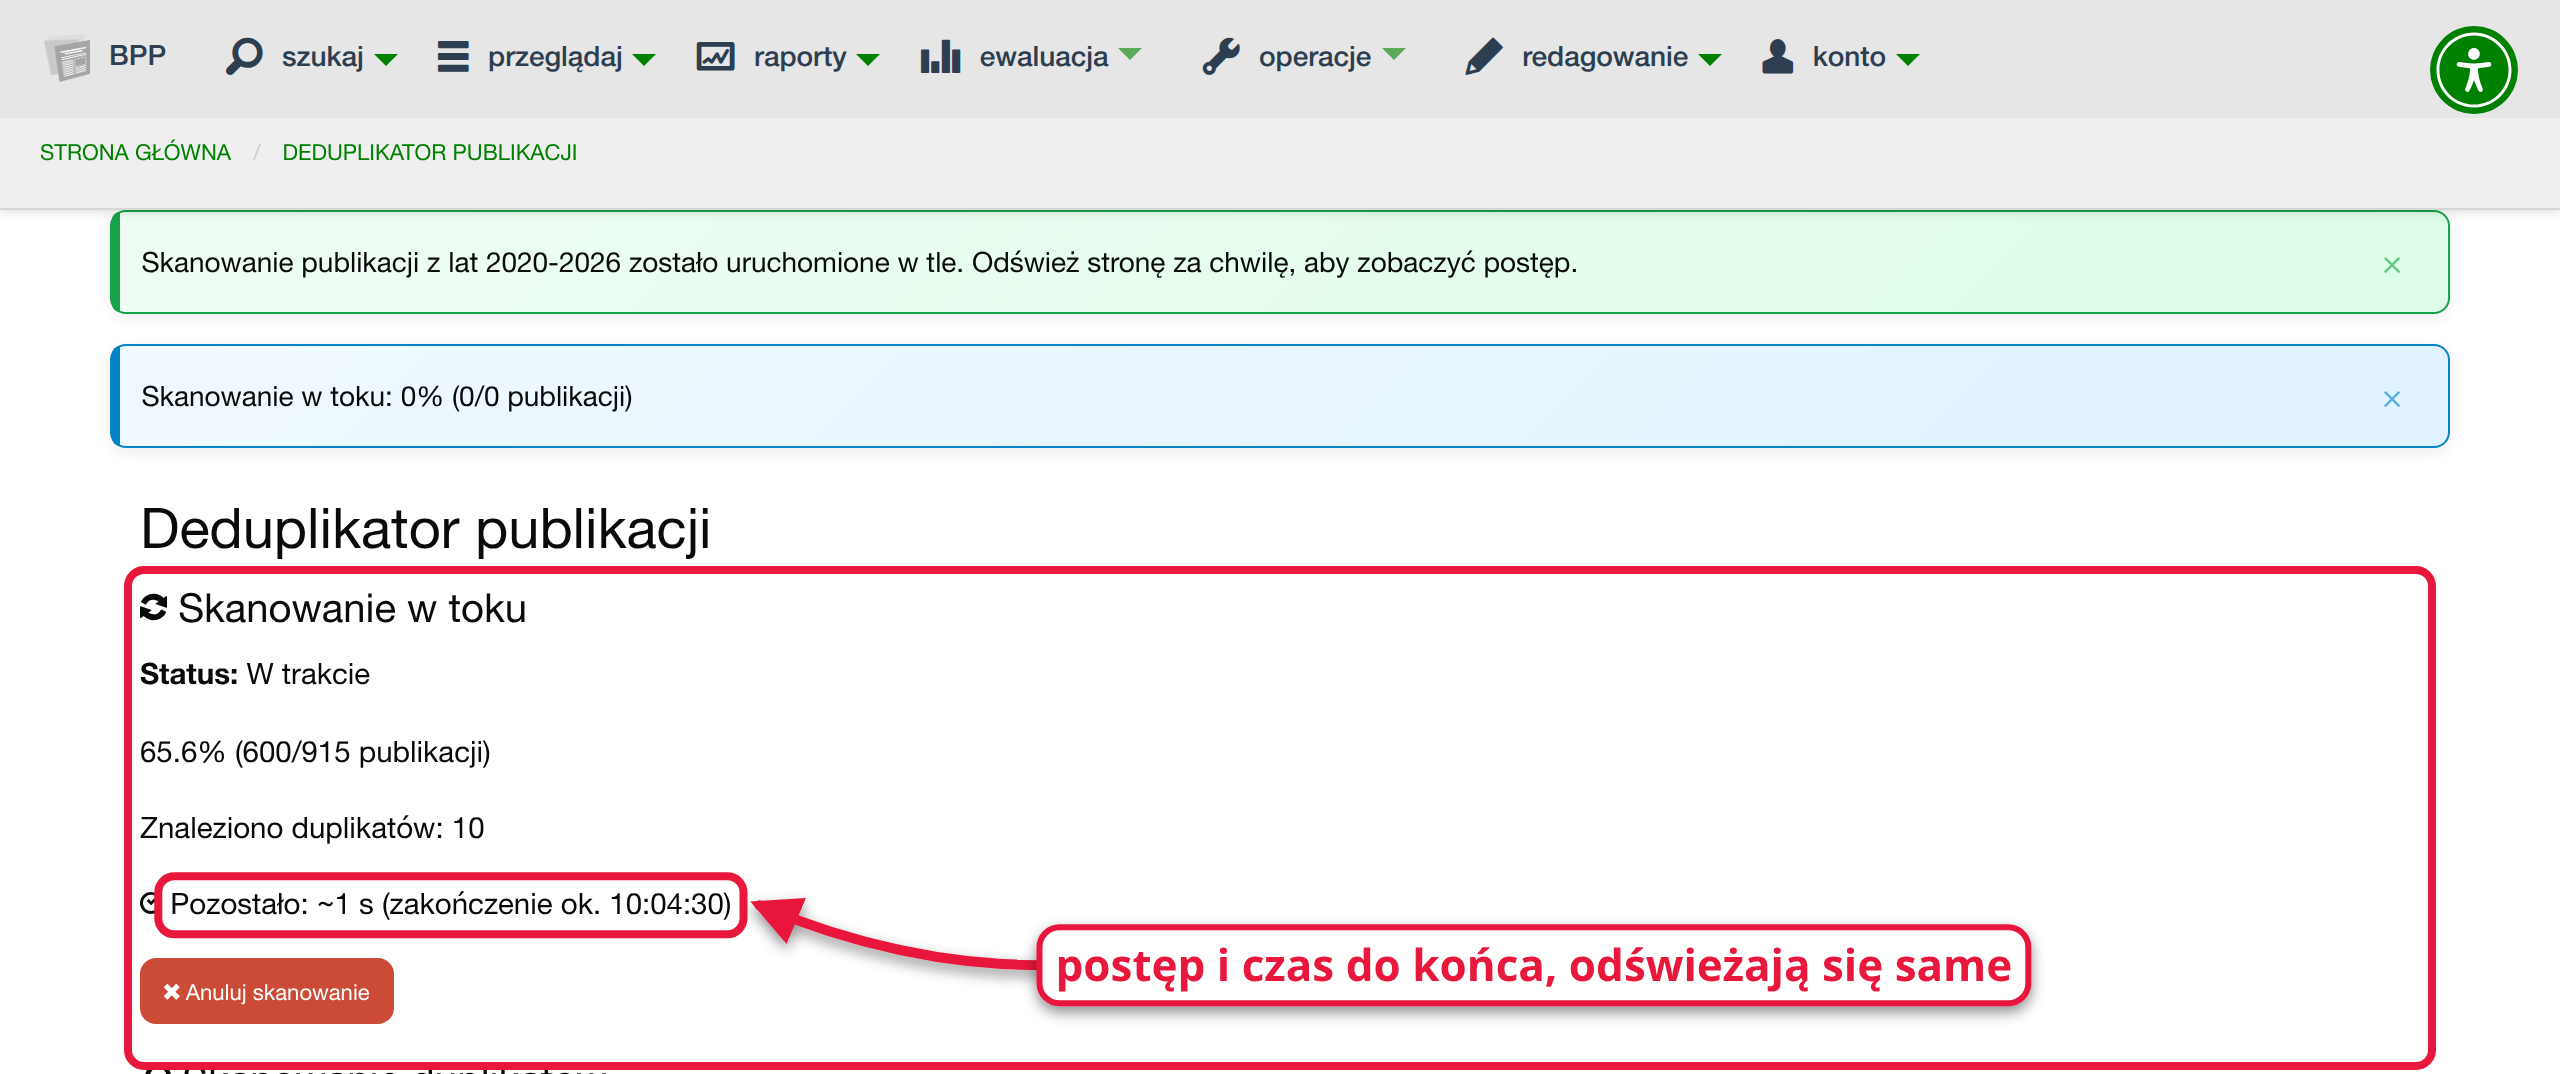 BPP szukaj przeglądaj raporty ewaluacja operacje redagowanie konto
STRONA GŁÓWNA / DEDUPLIKATOR PUBLIKACJI
Skanowanie publikacji z lat 2020-2026 zostało uruchomione w tle. Odśwież stronę za chwilę, aby zobaczyć postęp. ×
Skanowanie w toku: 0% (0/0 publikacji) ×
Deduplikator publikacji
Skanowanie w toku
Status: W trakcie
65.6% (600/915 publikacji)
Znaleziono duplikatów: 10
Pozostało: ~1 s (zakończenie ok. 10:04:30)
postęp i czas do końca, odświeżają się same
Anuluj skanowanie